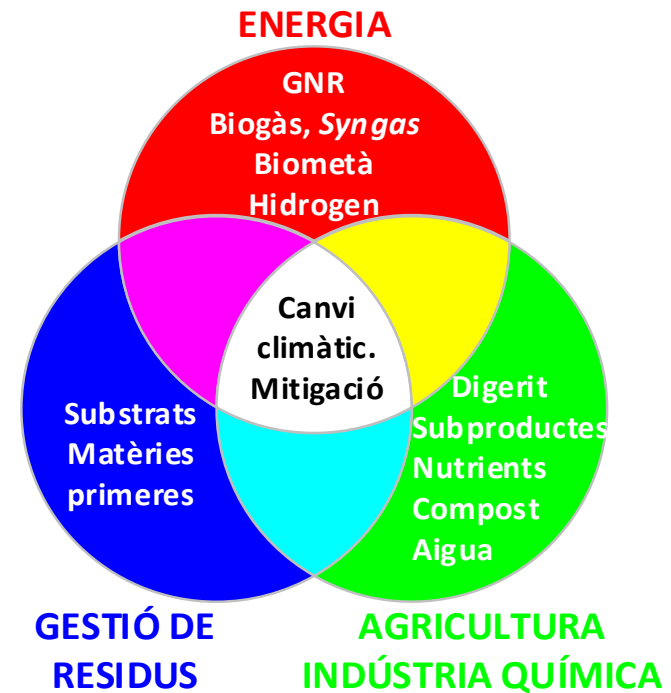 ENERGIA
GNR
Biogàs, Syngas
Biometà
Hidrogen
Canvi
climàtic.
Mitigació
Substrats
Matèries
primeres
Digerit
Subproductes
Nutrients
Compost
Aigua
GESTIÓ DE
RESIDUS
AGRICULTURA
INDÚSTRIA QUÍMICA